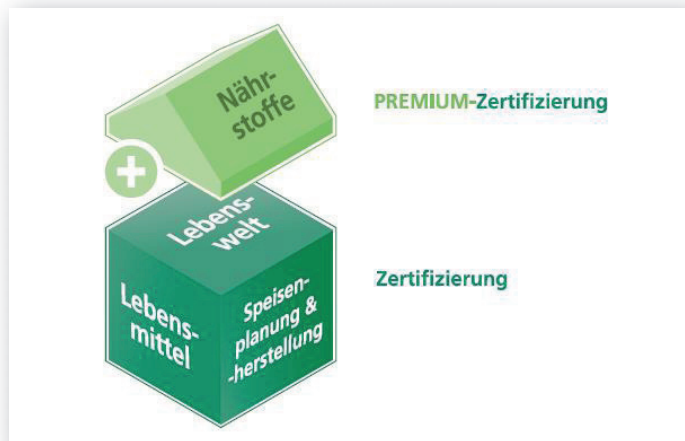 Nähr-
stoffe
PREMIUM-Zertifizierung
+
Lebens-
welt
Lebens-
mittel
Speisen-
planung &
-herstellung
Zertifizierung